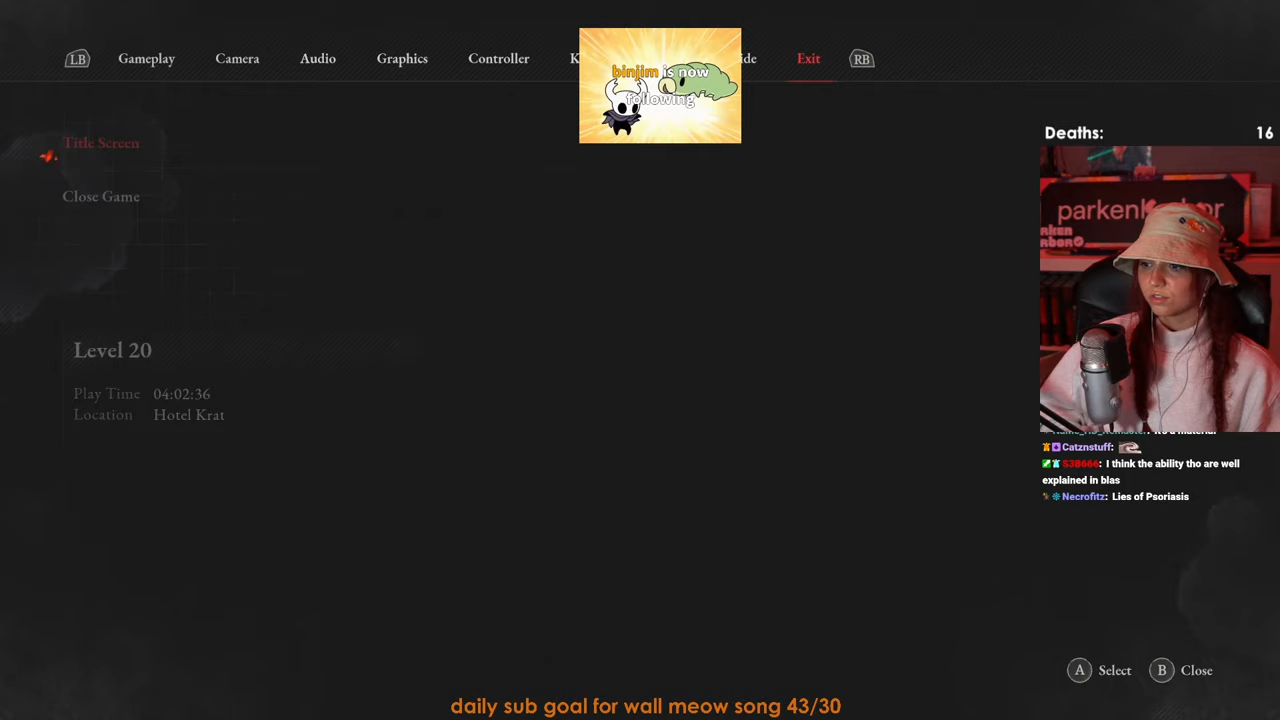 LB Gameplay Camera Audio Graphics Controller K ide Exit RB
binjim is now
following
Title Screen
Close Game
Deaths: 16
parken
Level 20
Play Time 04:02:36
Location Hotel Krat
Catznstuff:
S3B666: I think the ability tho are well
explained in blas
Necrofitz: Lies of Psoriasis
A Select B Close
daily sub goal for wall meow song 43/30